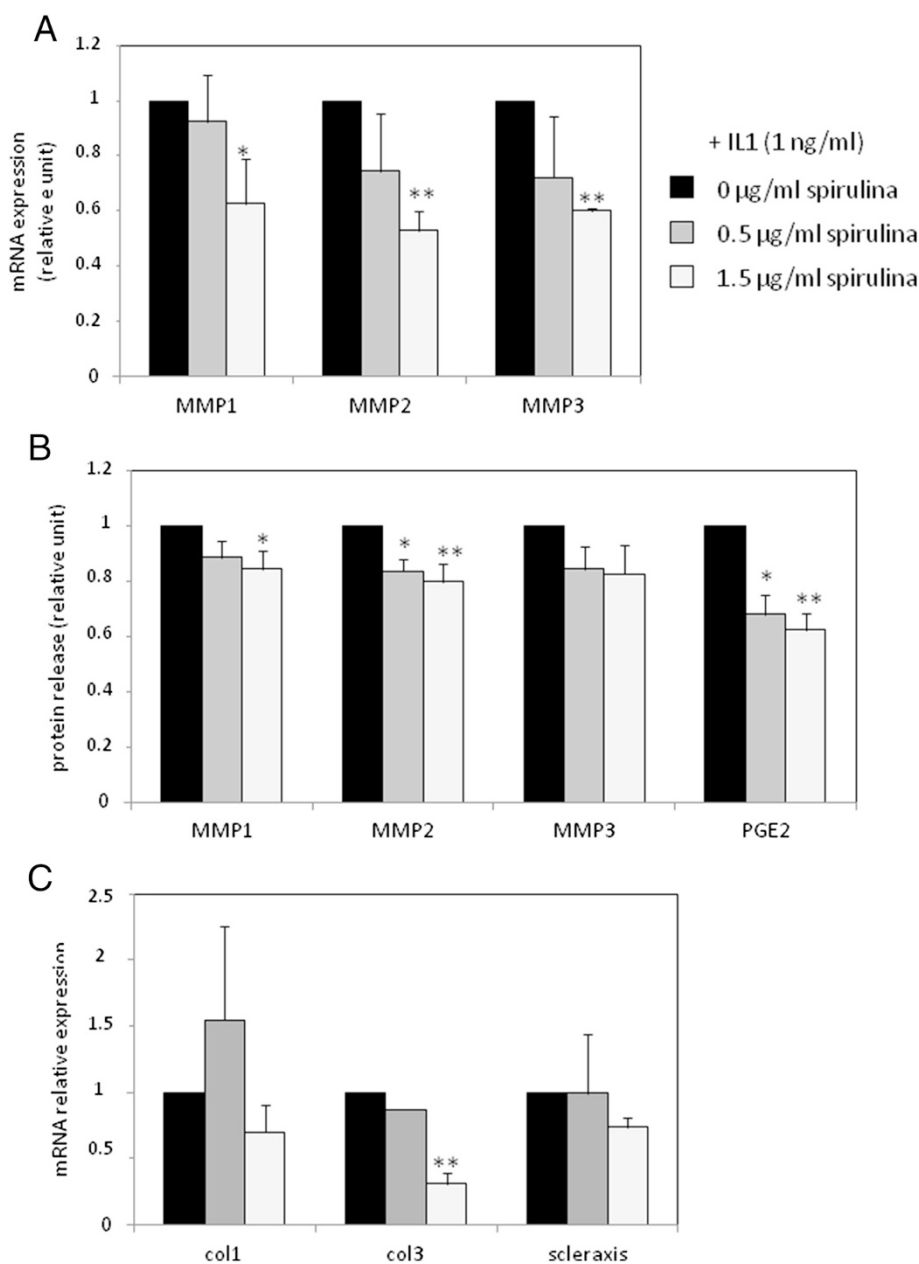 A
1.2
1
0.8
0.6
0.4
0.2
0
mRNA expression
(relative e unit)
*
**
**
MMP1 MMP2 MMP3
+ IL1 (1 ng/ml)
0 µg/ml spirulina
0.5 µg/ml spirulina
1.5 µg/ml spirulina
B
1.2
1
0.8
0.6
0.4
0.2
0
protein release (relative unit)
*
*
**
*
**
MMP1 MMP2 MMP3 PGE2
C
2.5
2
1.5
1
0.5
0
mRNA relative expression
**
col1 col3 scleraxis